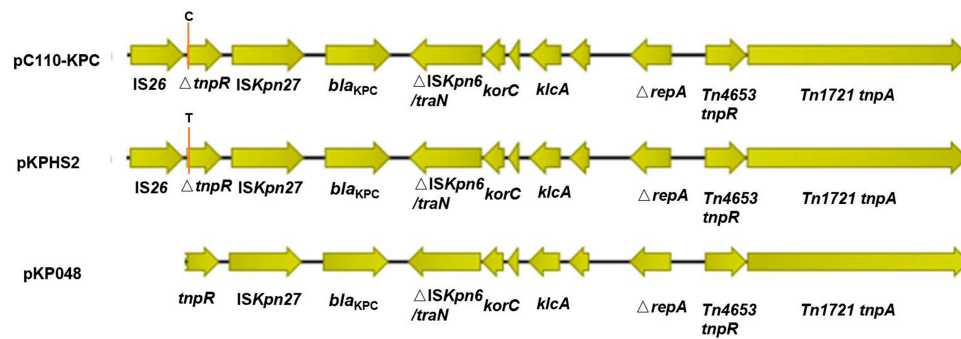 C
pC110-KPC
IS26 △tnpR ISKpn27 blaKPC △ISKpn6 korC klcA △repA Tn4653 Tn1721 tnpA
/traN tnpR
T
pKPHS2
IS26 △tnpR ISKpn27 blaKPC △ISKpn6 korC klcA △repA Tn4653 Tn1721 tnpA
/traN tnpR
pKP048
tnpR ISKpn27 blaKPC △ISKpn6 korC klcA △repA Tn4653 Tn1721 tnpA
/traN tnpR